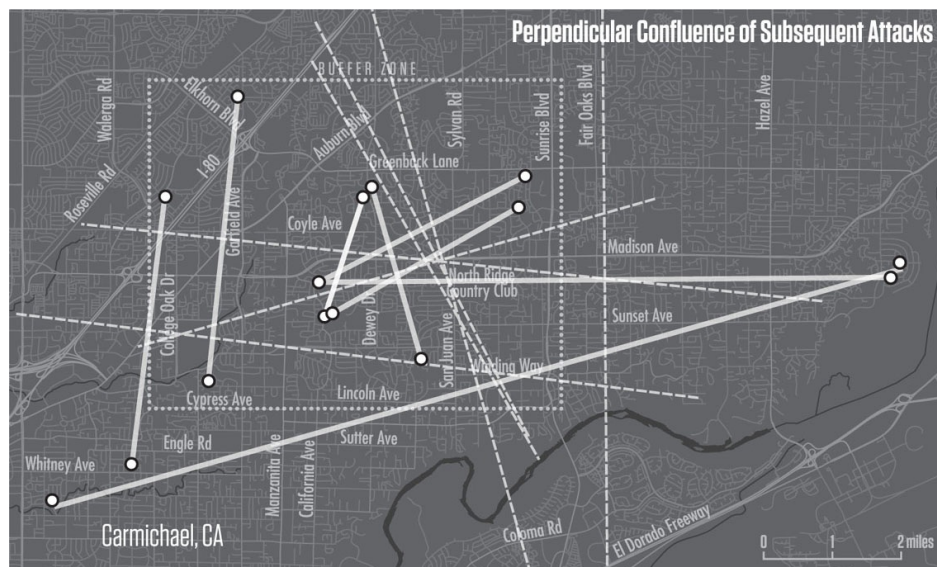 Perpendicular Confluence of Subsequent Attacks
BUFFER ZONE
Walerga Rd
Elkhorn Blvd
I-80
Auburn Blvd
Sylvan Rd
Sunrise Blvd
Fair Oaks Blvd
Hazel Ave
Greenback Lane
Roseville Rd
Garfield Ave
Coyle Ave
Madison Ave
North Ridge
Country Club
College Oak Dr
Dewey Dr
San Juan Ave
Sunset Ave
Winding Way
Cypress Ave
Lincoln Ave
Engle Rd
Sutter Ave
Whitney Ave
Manzanita Ave
California Ave
Carmichael, CA
Coloma Rd
El Dorado Freeway
0 1 2 miles